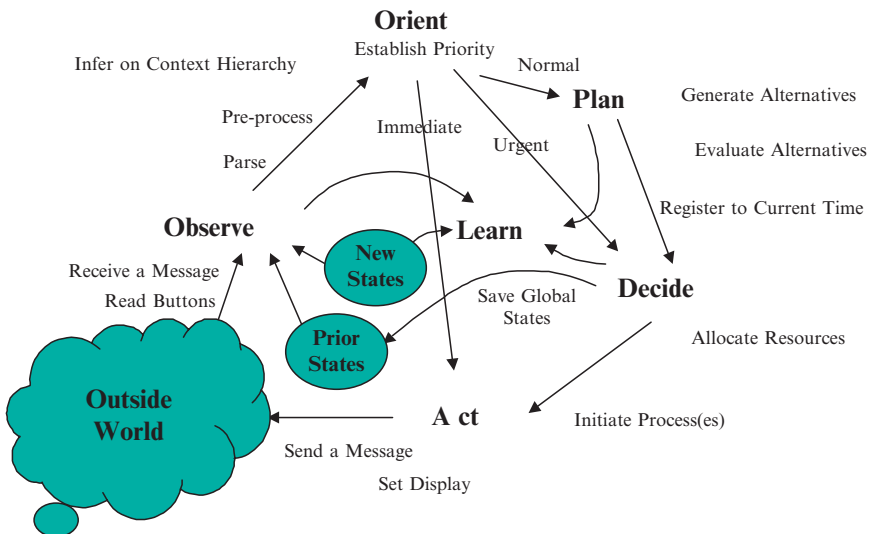 Orient
Establish Priority
Infer on Context Hierarchy
Normal
Plan
Generate Alternatives
Pre-process
Immediate
Urgent
Evaluate Alternatives
Parse
Register to Current Time
Observe
Learn
New
States
Receive a Message
Read Buttons
Save Global
States
Decide
Prior
States
Allocate Resources
Outside
World
A ct
Initiate Process(es)
Send a Message
Set Display